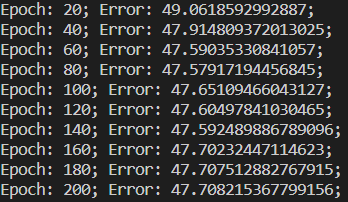 Epoch: 20; Error: 49.0618592992887;
Epoch: 40; Error: 47.914809372013025;
Epoch: 60; Error: 47.59035330841057;
Epoch: 80; Error: 47.57917194456845;
Epoch: 100; Error: 47.65109466043127;
Epoch: 120; Error: 47.60497841030465;
Epoch: 140; Error: 47.592489886789096;
Epoch: 160; Error: 47.70232447114623;
Epoch: 180; Error: 47.707512882767915;
Epoch: 200; Error: 47.708215367799156;